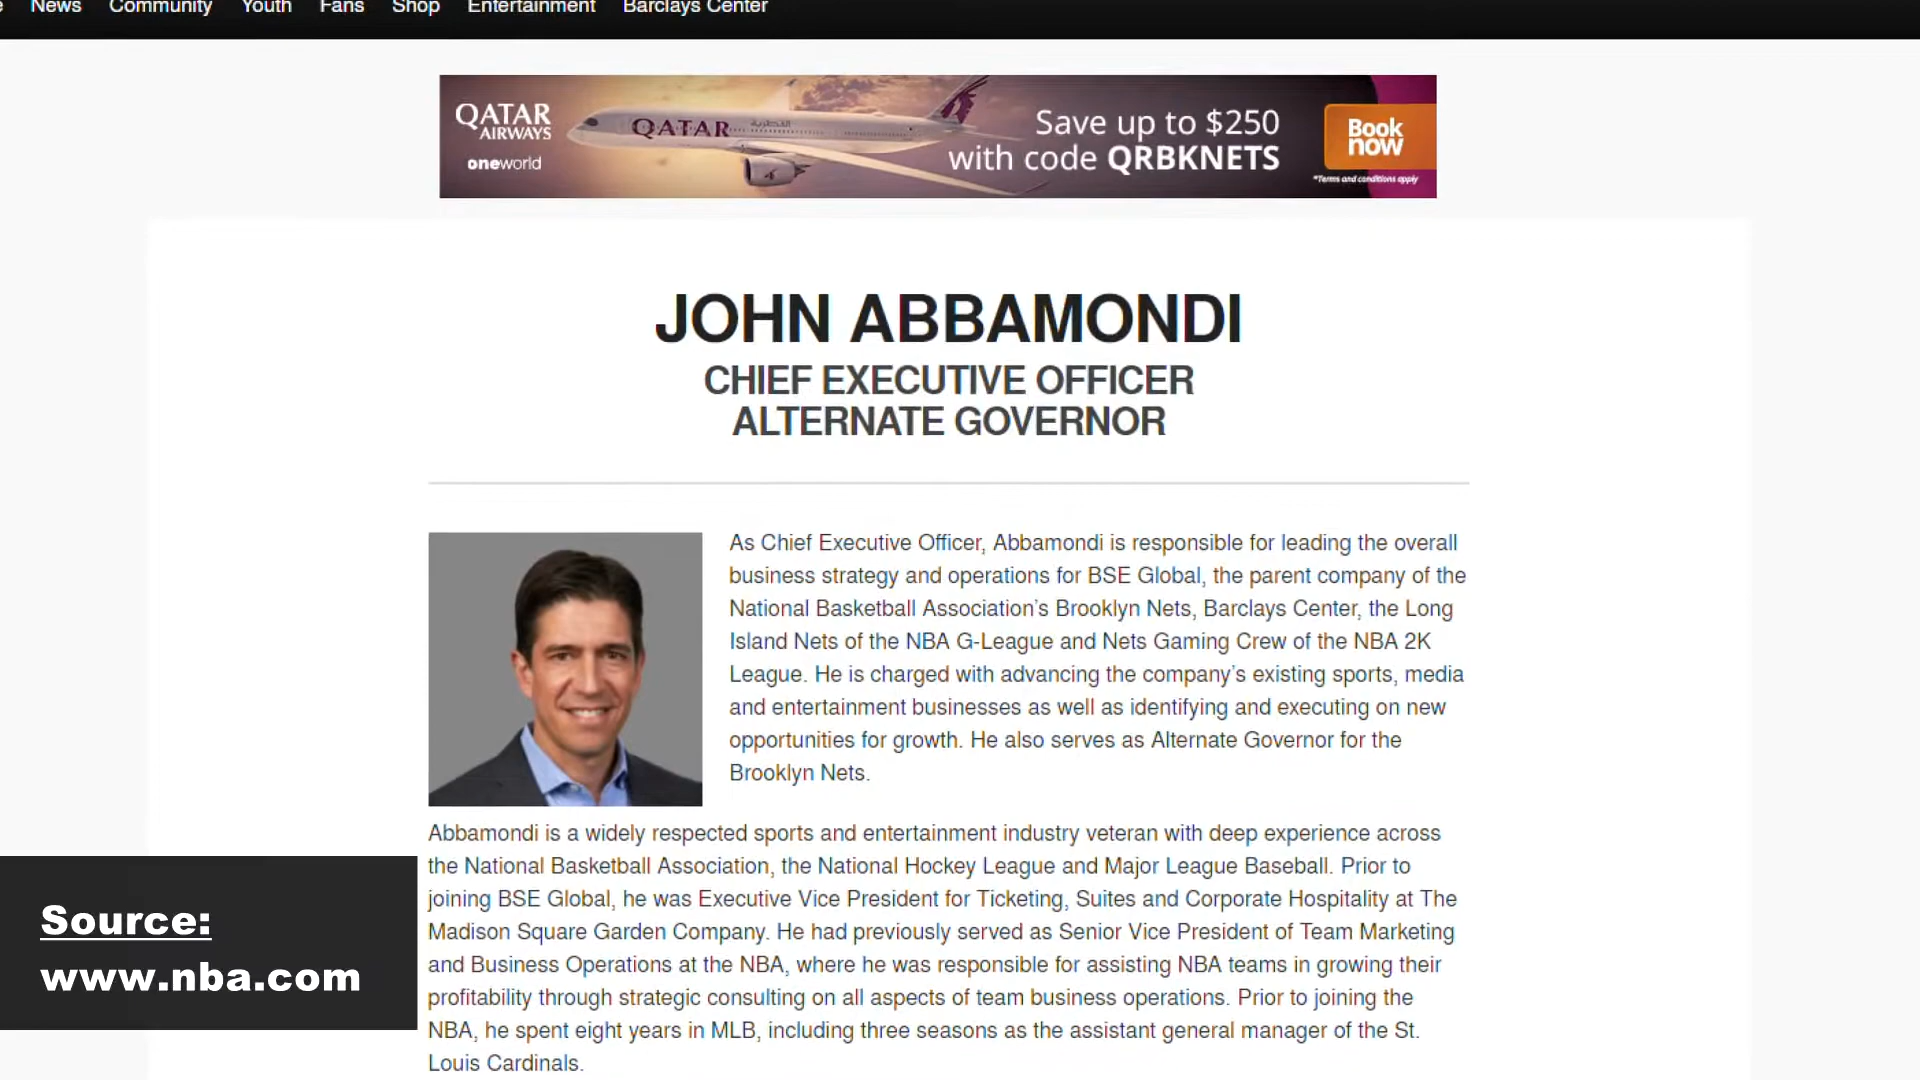 News Community Youth Fans Shop Entertainment Barclays Center
QATAR
AIRWAYS
oneworld
QATAR
Save up to $250
with code QRBKNETS
Book
now
*Terms and conditions apply
JOHN ABBAMONDI
CHIEF EXECUTIVE OFFICER
ALTERNATE GOVERNOR
As Chief Executive Officer, Abbamondi is responsible for leading the overall
business strategy and operations for BSE Global, the parent company of the
National Basketball Association’s Brooklyn Nets, Barclays Center, the Long
Island Nets of the NBA G-League and Nets Gaming Crew of the NBA 2K
League. He is charged with advancing the company’s existing sports, media
and entertainment businesses as well as identifying and executing on new
opportunities for growth. He also serves as Alternate Governor for the
Brooklyn Nets.
Abbamondi is a widely respected sports and entertainment industry veteran with deep experience across
the National Basketball Association, the National Hockey League and Major League Baseball. Prior to
joining BSE Global, he was Executive Vice President for Ticketing, Suites and Corporate Hospitality at The
Madison Square Garden Company. He had previously served as Senior Vice President of Team Marketing
and Business Operations at the NBA, where he was responsible for assisting NBA teams in growing their
profitability through strategic consulting on all aspects of team business operations. Prior to joining the
NBA, he spent eight years in MLB, including three seasons as the assistant general manager of the St.
Louis Cardinals.
Source:
www.nba.com